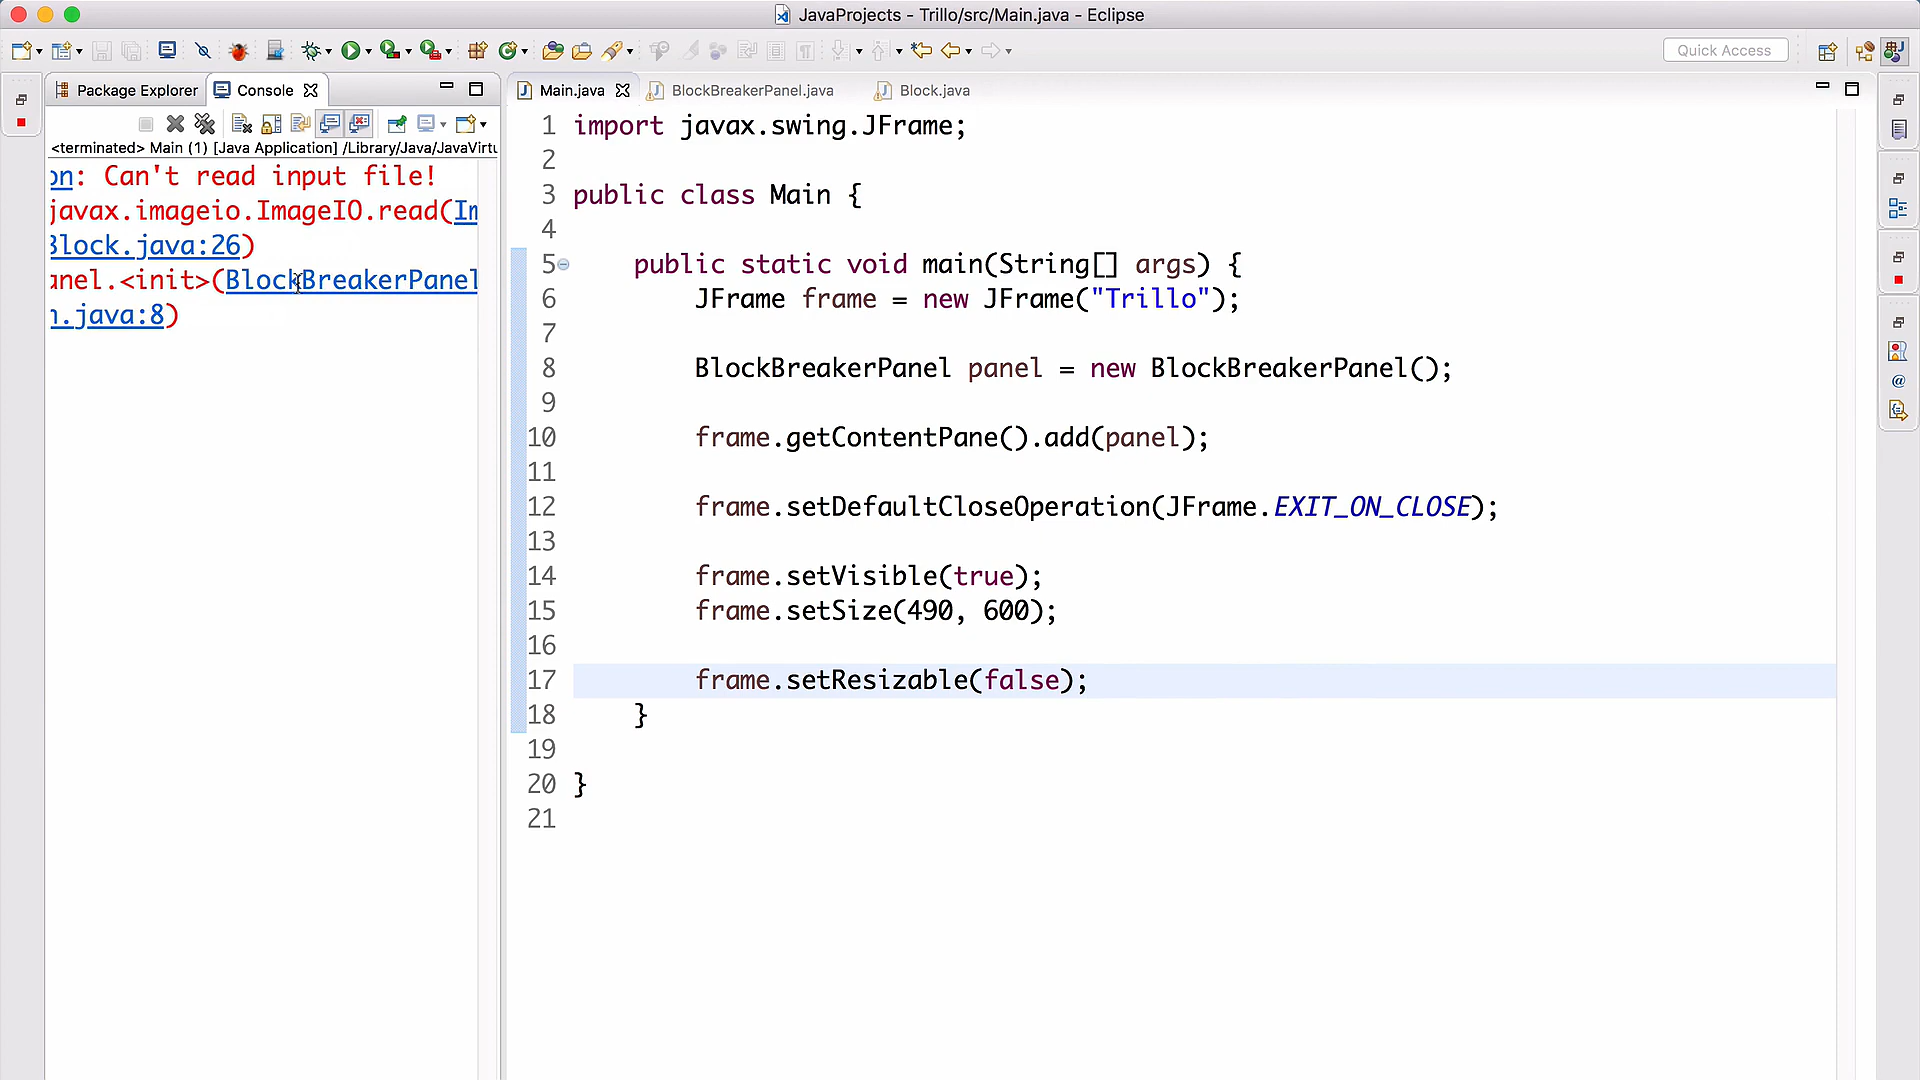 JavaProjects - Trillo/src/Main.java - Eclipse
Quick Access
Package Explorer
Console
<terminated> Main (1) [Java Application] /Library/Java/JavaVirtu
on: Can't read input file!
javax.imageio.ImageIO.read(Im
Block.java:26)
anel.<init>(BlockBreakerPanel
n.java:8)
Main.java
BlockBreakerPanel.java
Block.java
1 import javax.swing.JFrame;
2
3 public class Main {
4
5 public static void main(String[] args) {
6 JFrame frame = new JFrame("Trillo");
7
8 BlockBreakerPanel panel = new BlockBreakerPanel();
9
10 frame.getContentPane().add(panel);
11
12 frame.setDefaultCloseOperation(JFrame.EXIT_ON_CLOSE);
13
14 frame.setVisible(true);
15 frame.setSize(490, 600);
16
17 frame.setResizable(false);
18 }
19
20 }
21